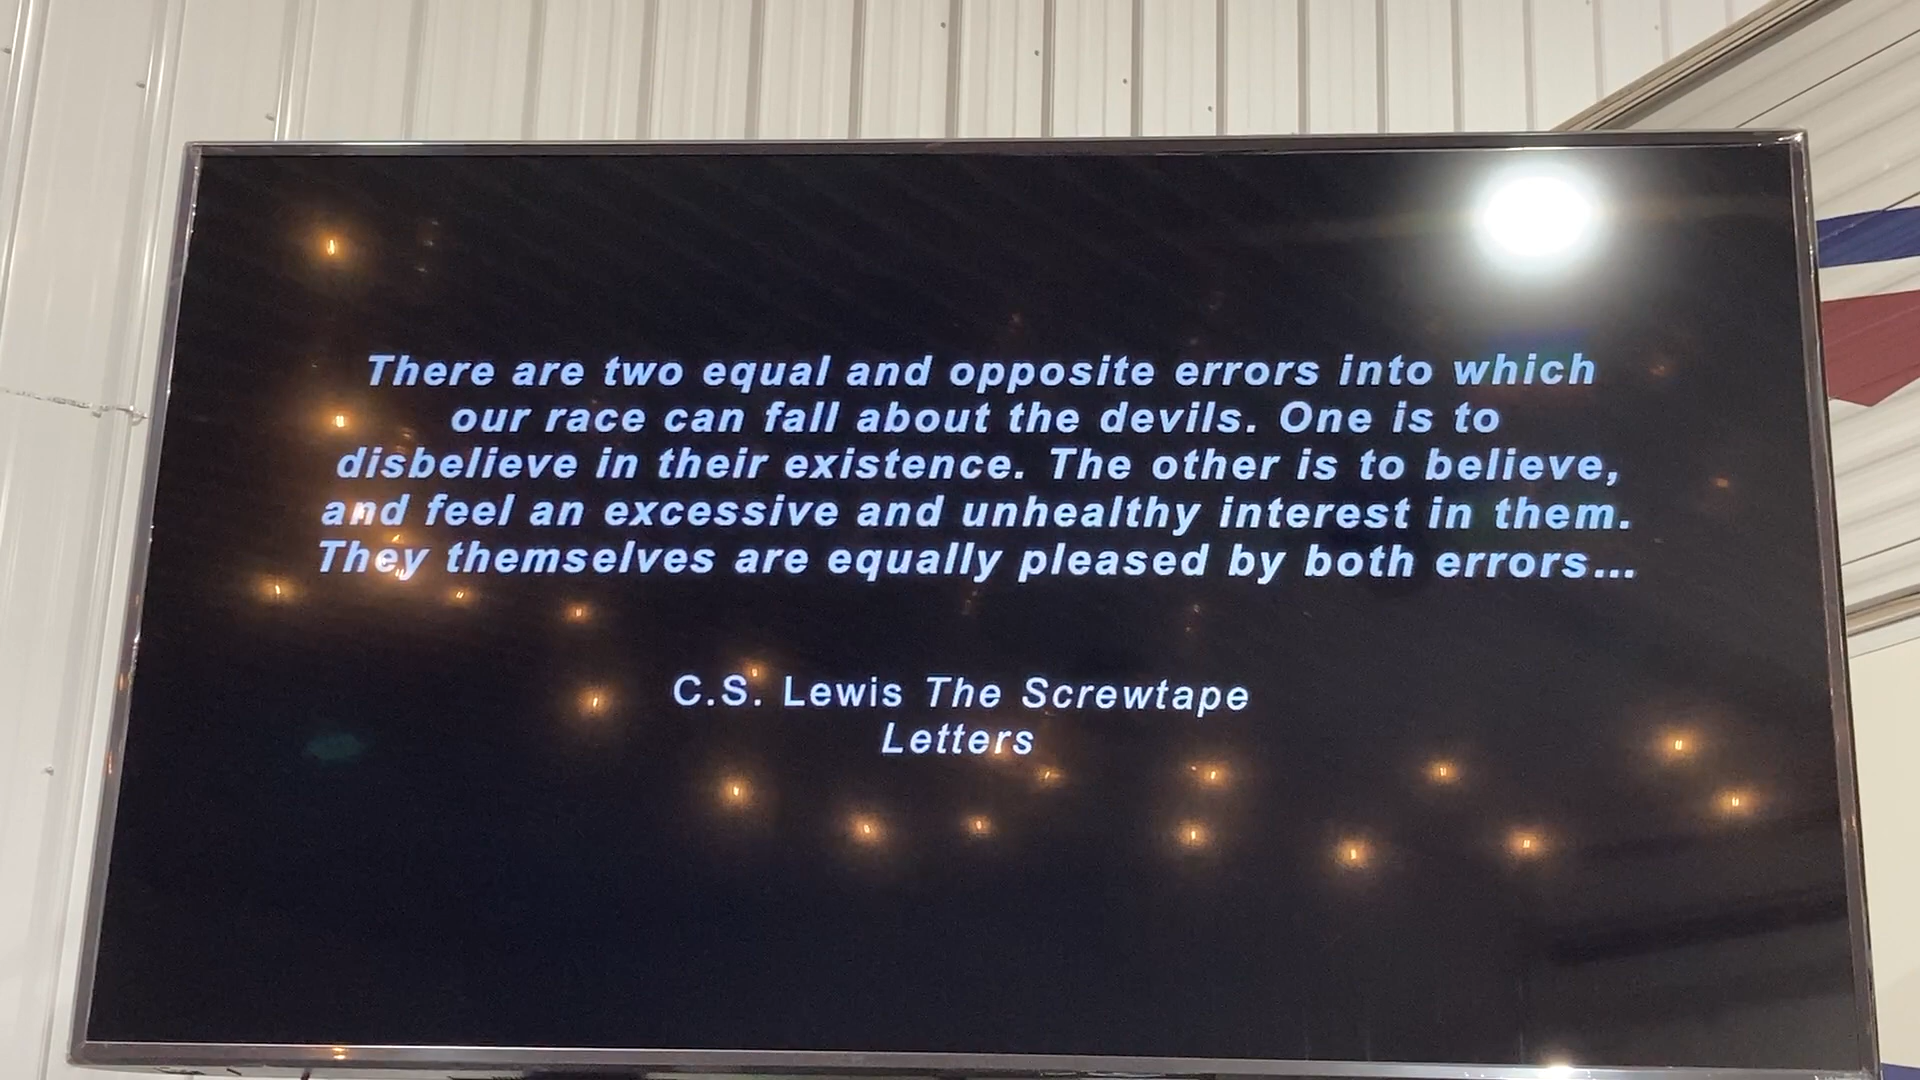 There are two equal and opposite errors into which
our race can fall about the devils. One is to
disbelieve in their existence. The other is to believe,
and feel an excessive and unhealthy interest in them.
They themselves are equally pleased by both errors...
C.S. Lewis The Screwtape
Letters